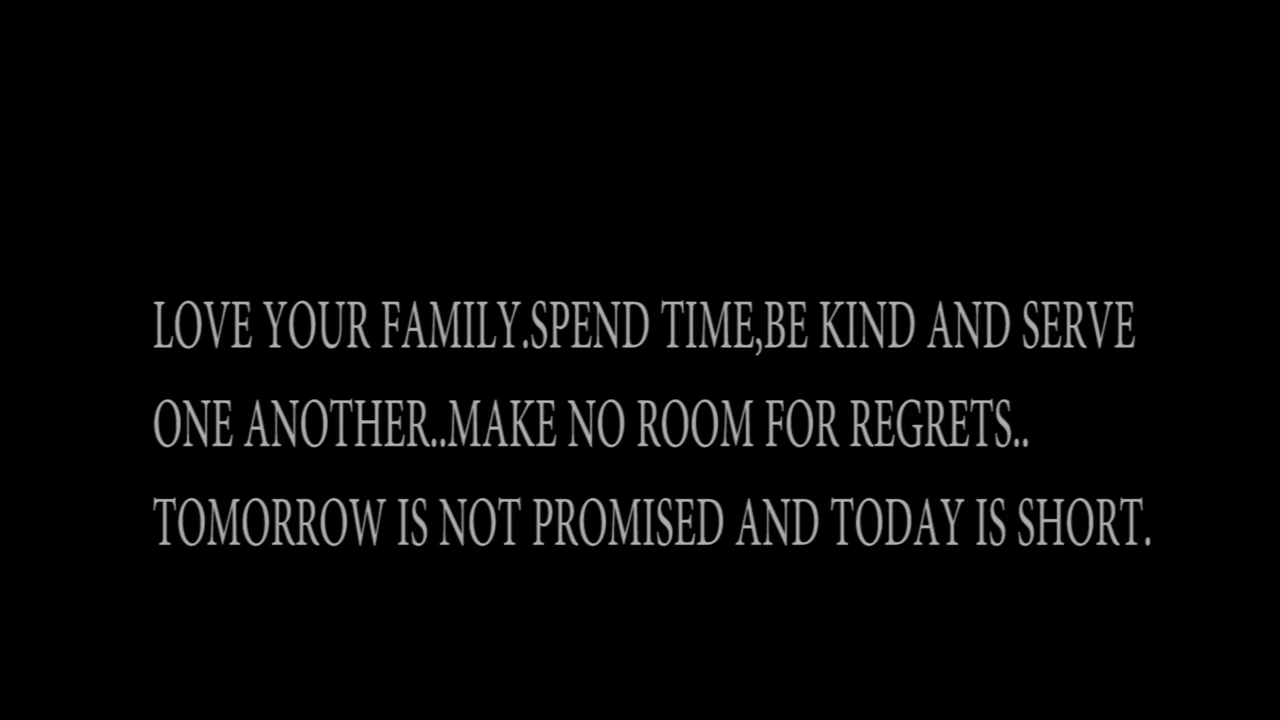 LOVE YOUR FAMILY.SPEND TIME,BE KIND AND SERVE
ONE ANOTHER..MAKE NO ROOM FOR REGRETS..
TOMORROW IS NOT PROMISED AND TODAY IS SHORT.